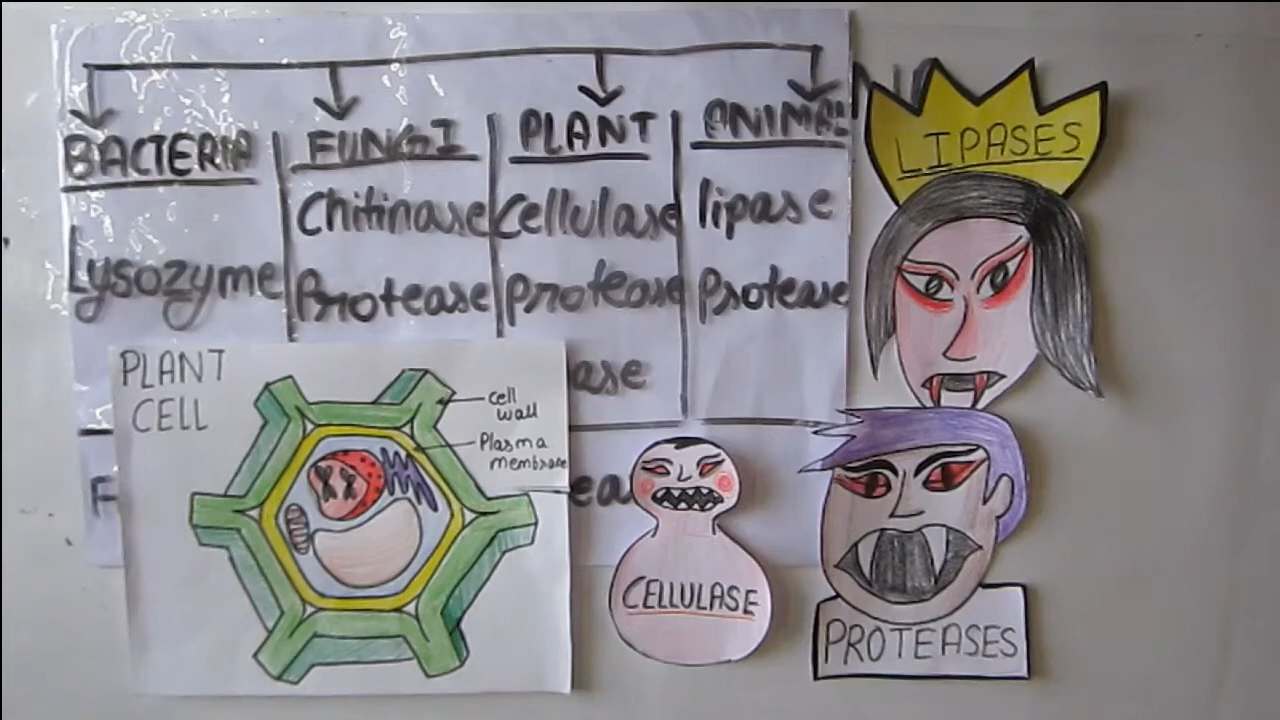 BACTERIA FUNGI PLANT ANIMAL
Chitinase Cellulase lipase
Lysozyme Protease Protease Protease
LIPASES
PLANT
CELL
cell
wall
Plasma
membrane
CELLULASE
PROTEASES